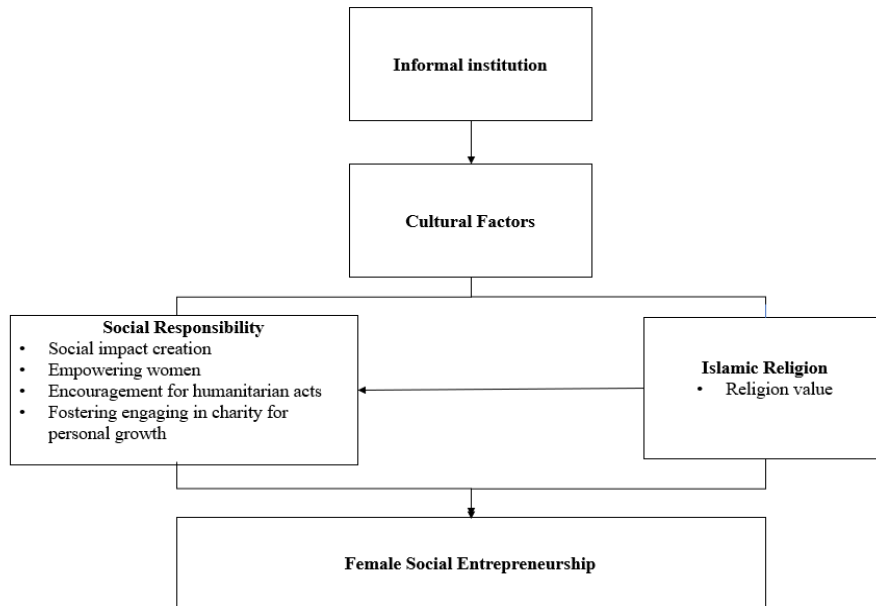 Informal institution
Cultural Factors
Social Responsibility
• Social impact creation
• Empowering women
• Encouragement for humanitarian acts
• Fostering engaging in charity for
personal growth
Islamic Religion
• Religion value
Female Social Entrepreneurship